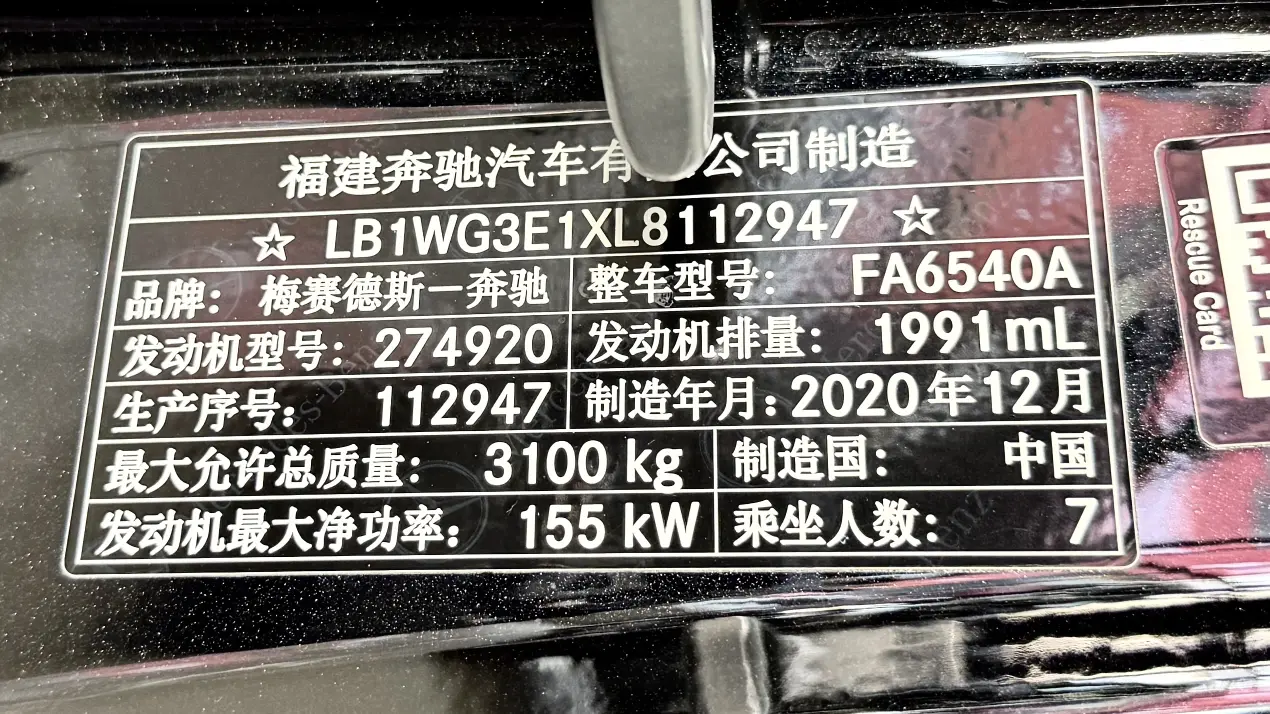 福建奔驰汽车有 公司制造
☆ LB1WG3E1XL8112947 ☆
品牌： 梅赛德斯－奔驰 整车型号： FA6540A
发动机型号： 274920 发动机排量： 1991mL
生产序号： 112947 制造年月： 2020年12月
最大允许总质量： 3100 kg 制造国： 中国
发动机最大净功率： 155 kW 乘坐人数： 7
Rescue Card